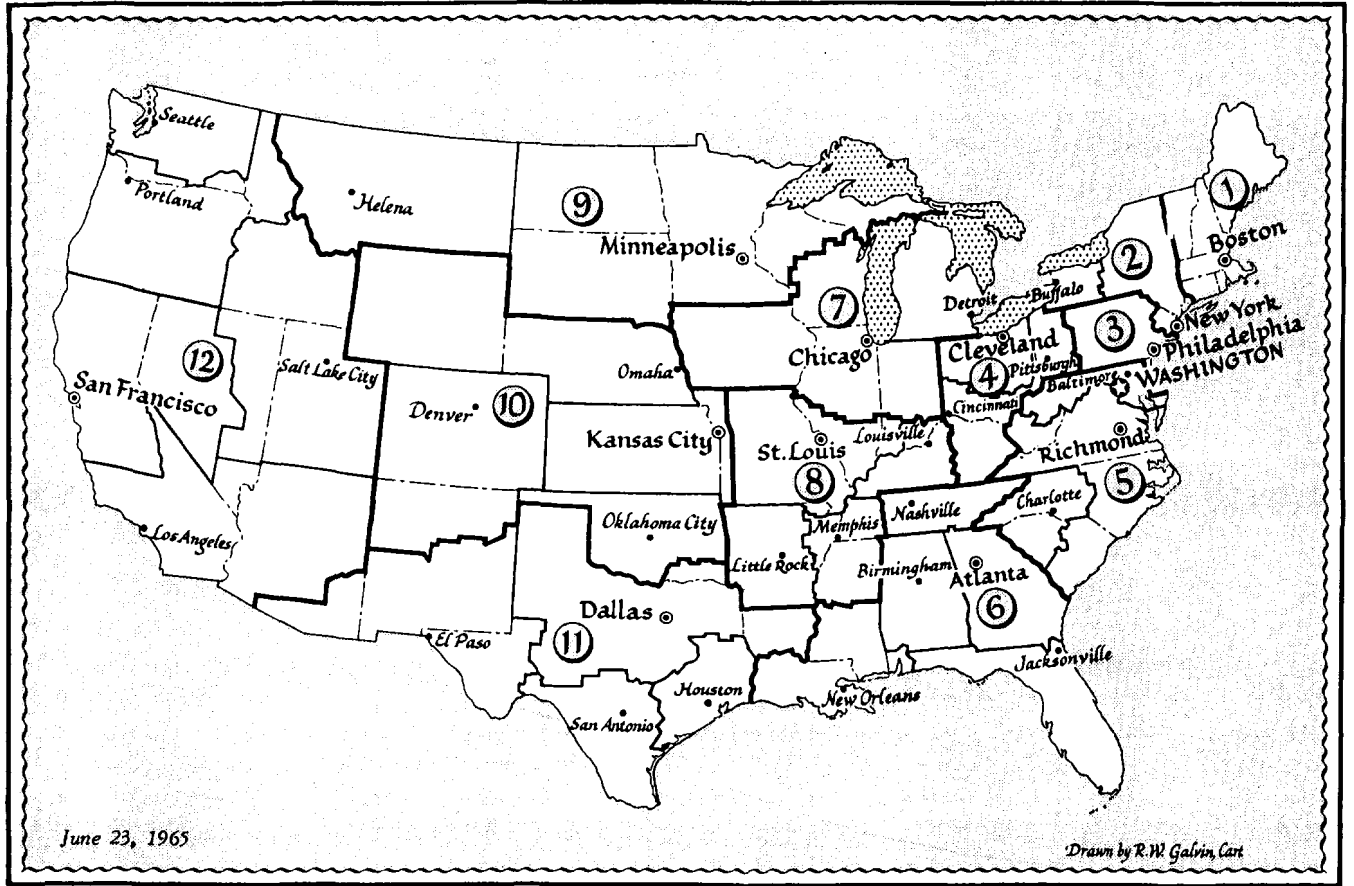 Seattle
Portland
Helena
9
Minneapolis
1
Boston
2
Buffalo
Detroit
7
Chicago
New York
3
Philadelphia
WASHINGTON
Cleveland
Pittsburgh
4
Baltimore
Cincinnati
12
San Francisco
Salt Lake City
Omaha
Denver
10
Kansas City
St. Louis
8
Louisville
Richmond
5
Los Angeles
Oklahoma City
Memphis
Nashville
Charlotte
Little Rock
Birmingham
Atlanta
6
Dallas
11
El Paso
Houston
San Antonio
New Orleans
Jacksonville
June 23, 1965
Drawn by R.W. Galvin, Cart